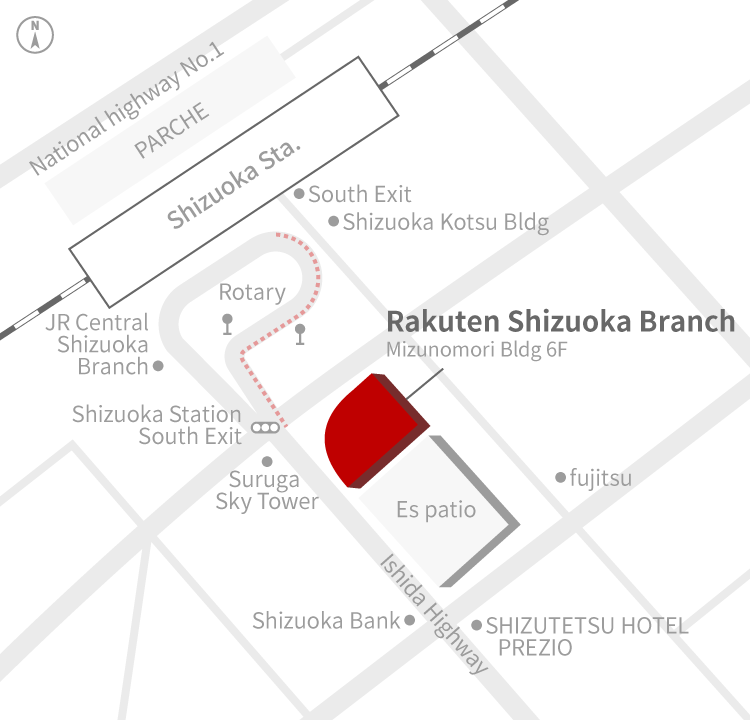 N
National highway No.1
PARCHE
Shizuoka Sta.
South Exit
Shizuoka Kotsu Bldg
Rotary
Rakuten Shizuoka Branch
Mizunomori Bldg 6F
JR Central
Shizuoka
Branch
Shizuoka Station
South Exit
Suruga
Sky Tower
fujitsu
Es patio
Ishida Highway
Shizuoka Bank
SHIZUTETSU HOTEL
PREZIO